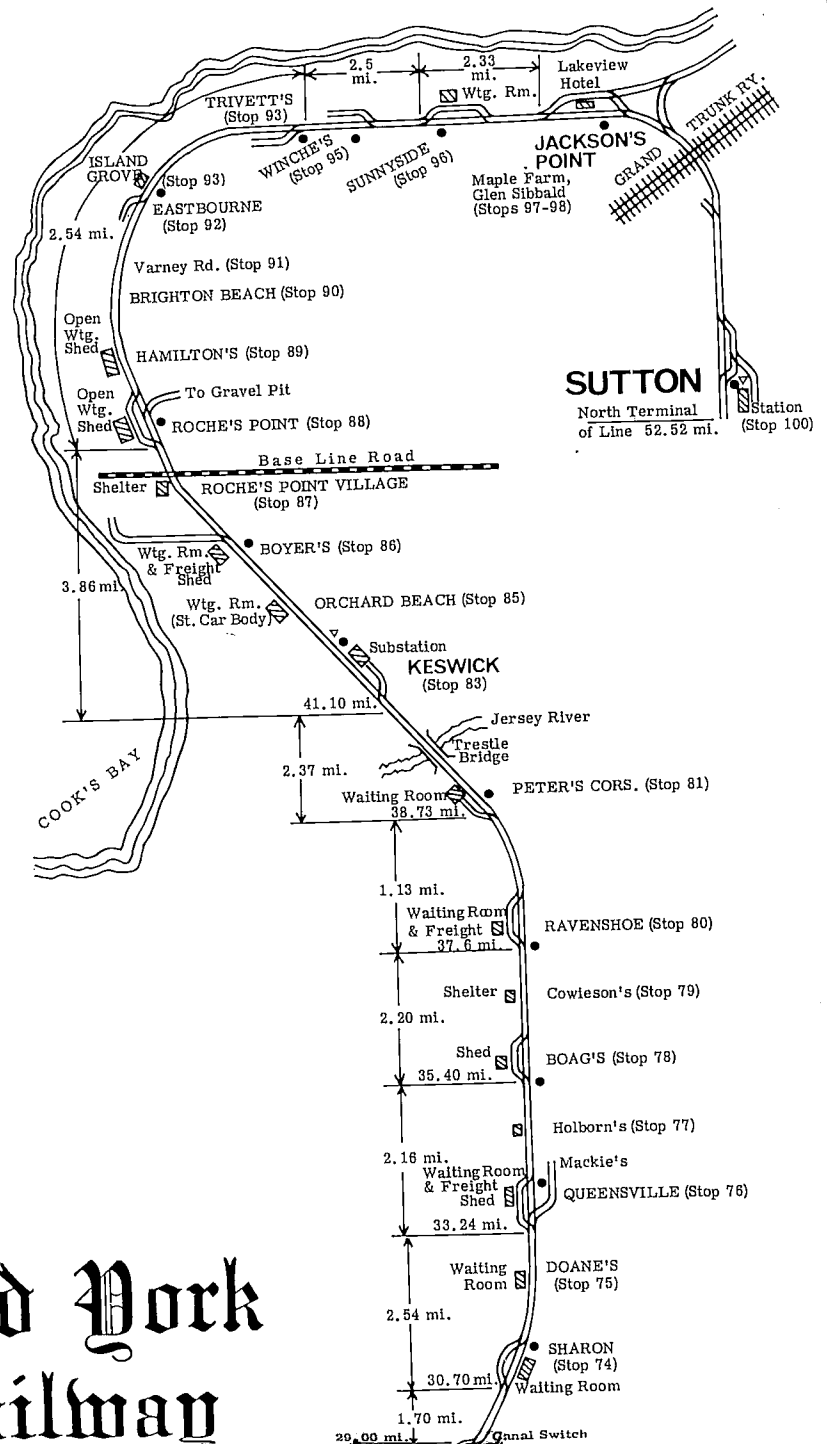 2.5
mi.
2.33
mi.
Lakeview
Hotel
Wtg. Rm.
TRIVETT'S
(Stop 93)
WINCHE'S
(Stop 95)
SUNNYSIDE
(Stop 96)
JACKSON'S
POINT
Maple Farm,
Glen Sibbald
(Stops 97-98)
GRAND TRUNK RY.
ISLAND
GROVE
(Stop 93)
EASTBOURNE
(Stop 92)
2.54 mi.
Varney Rd. (Stop 91)
BRIGHTON BEACH (Stop 90)
Open
Wtg.
Shed
HAMILTON'S (Stop 89)
To Gravel Pit
Open
Wtg.
Shed
ROCHE'S POINT (Stop 88)
SUTTON
North Terminal
of Line 52.52 mi.
Station
(Stop 100)
Base Line Road
Shelter
ROCHE'S POINT VILLAGE
(Stop 87)
Wtg. Rm.
& Freight
Shed
BOYER'S (Stop 86)
3.86 mi.
Wtg. Rm.
(St. Car Body)
ORCHARD BEACH (Stop 85)
Substation
KESWICK
(Stop 83)
41.10 mi.
Jersey River
Trestle
Bridge
2.37 mi.
COOK'S BAY
Waiting Room
PETER'S CORS. (Stop 81)
38.73 mi.
1.13 mi.
Waiting Room
& Freight
RAVENSHOE (Stop 80)
37.6 mi.
Shelter
Cowieson's (Stop 79)
2.20 mi.
Shed
BOAG'S (Stop 78)
35.40 mi.
Holborn's (Stop 77)
2.16 mi.
Mackie's
Waiting Room
& Freight
Shed
QUEENSVILLE (Stop 76)
33.24 mi.
Waiting
Room
DOANE'S
(Stop 75)
2.54 mi.
d York
SHARON
(Stop 74)
30.70 mi.
Waiting Room
ilway
1.70 mi.
29.00 mi.
Canal Switch